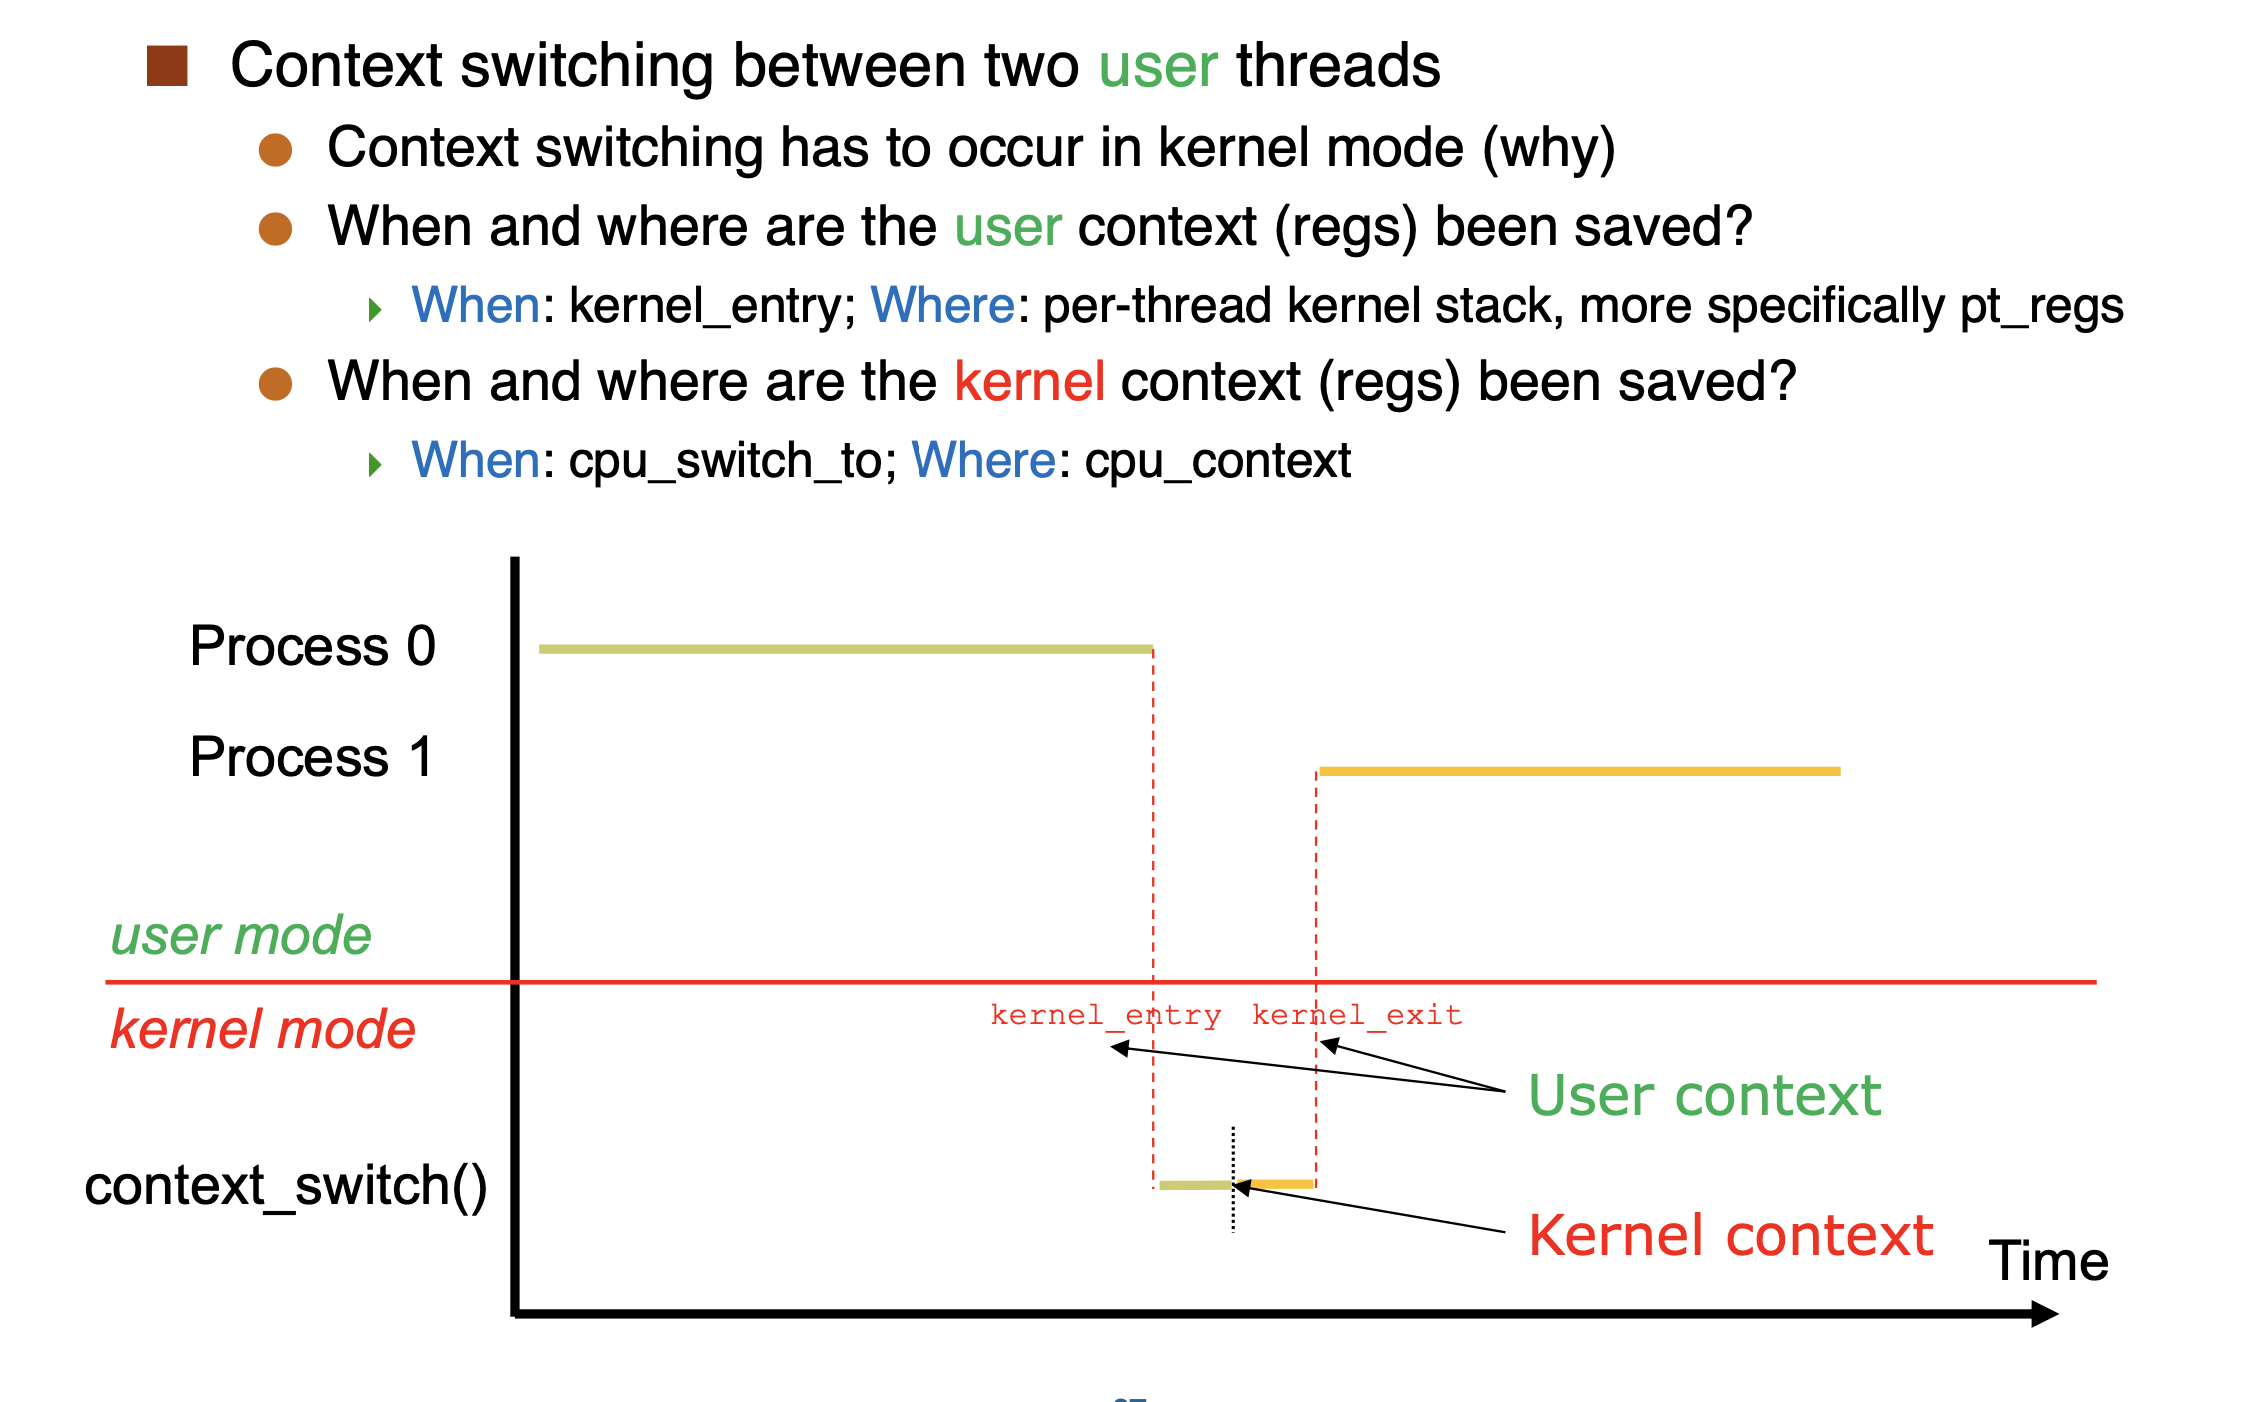 Context switching between two user threads
Context switching has to occur in kernel mode (why)
When and where are the user context (regs) been saved?
When: kernel_entry; Where: per-thread kernel stack, more specifically pt_regs
When and where are the kernel context (regs) been saved?
When: cpu_switch_to; Where: cpu_context
Process 0
Process 1
user mode
kernel mode
kernel_entry kernel_exit
User context
context_switch()
Kernel context
Time